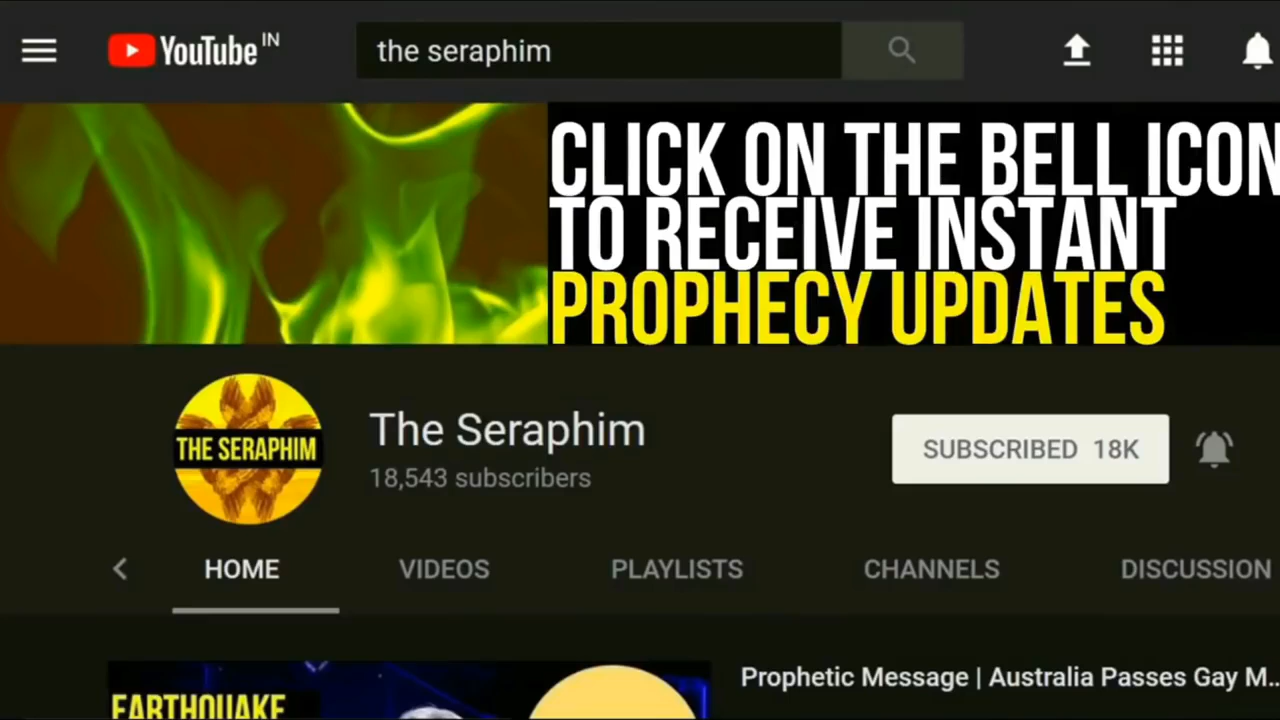 YouTube IN
the seraphim
CLICK ON THE BELL ICON
TO RECEIVE INSTANT
PROPHECY UPDATES
THE SERAPHIM
The Seraphim
18,543 subscribers
SUBSCRIBED 18K
HOME VIDEOS PLAYLISTS CHANNELS DISCUSSION
Prophetic Message | Australia Passes Gay M...
EARTHQUAKE